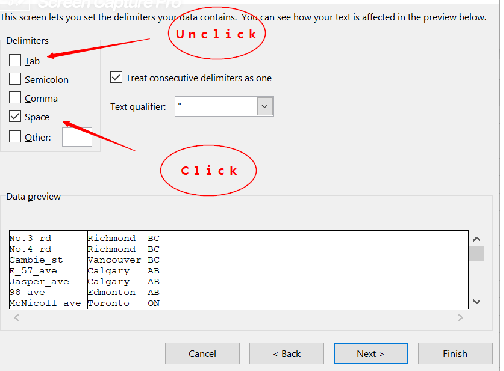 Screen Capture Pro
This screen lets you set the delimiters your data contains. You can see how your text is affected in the preview below.
Unclick
Delimiters
Tab
Semicolon
Comma
Space
Other:
Treat consecutive delimiters as one
Text qualifier: "
Click
Data preview
No.3 rd Richmond BC
No.4 rd Richmond BC
Cambie_st Vancouver BC
E_57_ave Calgary AB
Jasper_ave Calgary AB
98 ave Edmonton AB
McNicoll ave Toronto ON
Cancel
< Back
Next >
Finish